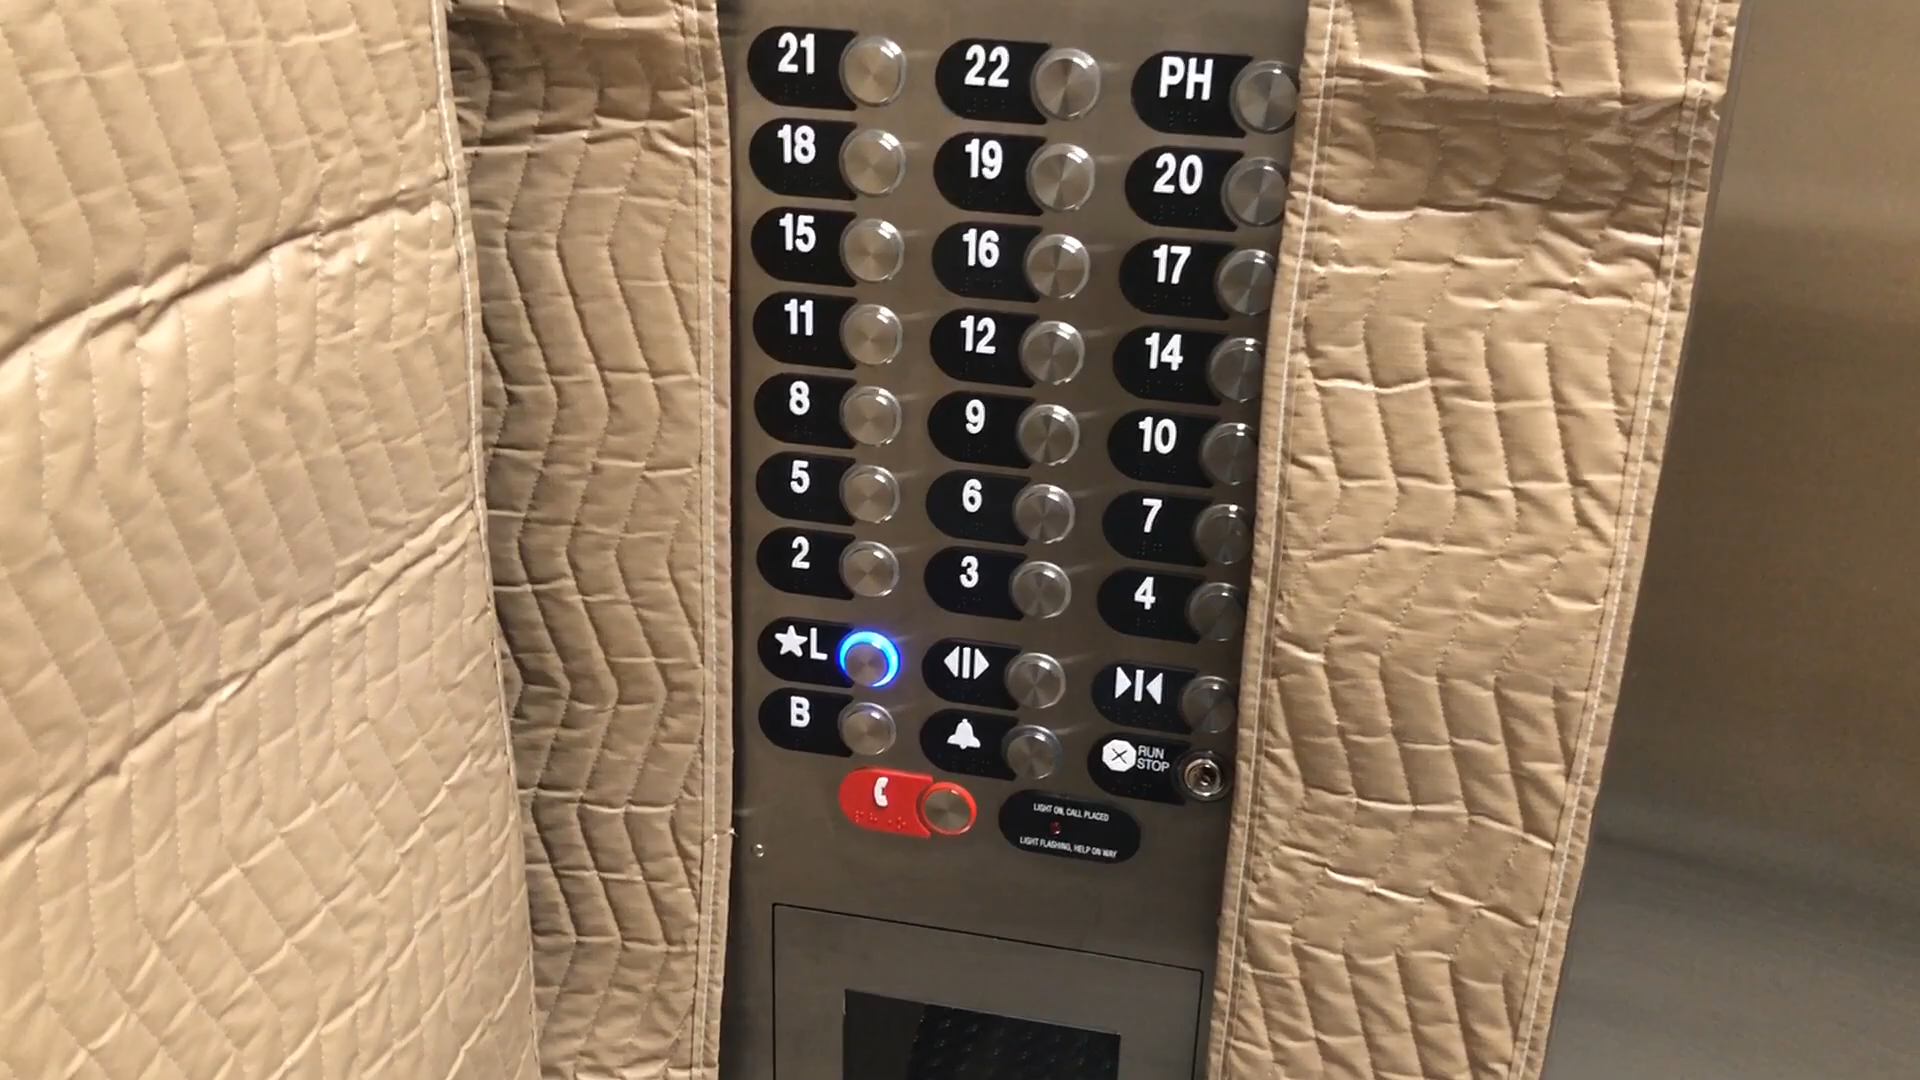 21 22 PH
18 19 20
15 16 17
11 12 14
8 9 10
5 6 7
2 3 4
★L
B
RUN
STOP
LIGHT ON, CALL PLACED
LIGHT FLASHING, HELP ON WAY